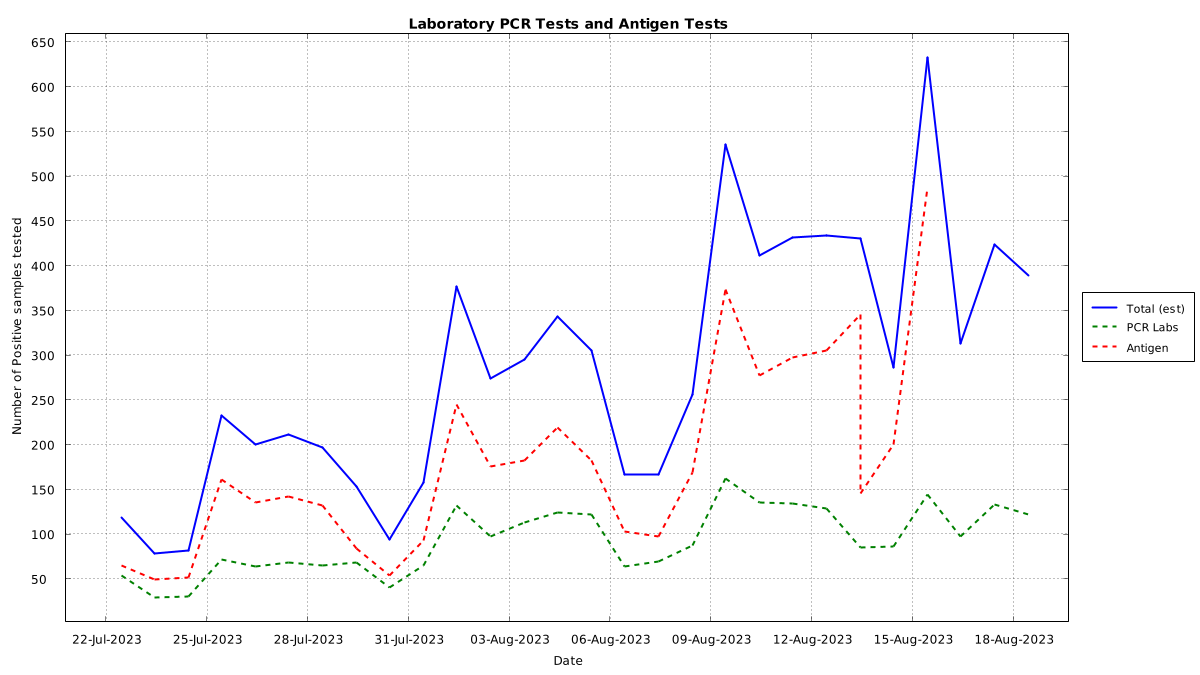 Laboratory PCR Tests and Antigen Tests
650
600
550
500
450
400
350
300
250
200
150
100
50
Number of Positive samples tested
22-Jul-2023 25-Jul-2023 28-Jul-2023 31-Jul-2023 03-Aug-2023 06-Aug-2023 09-Aug-2023 12-Aug-2023 15-Aug-2023 18-Aug-2023
Date
Total (est)
PCR Labs
Antigen